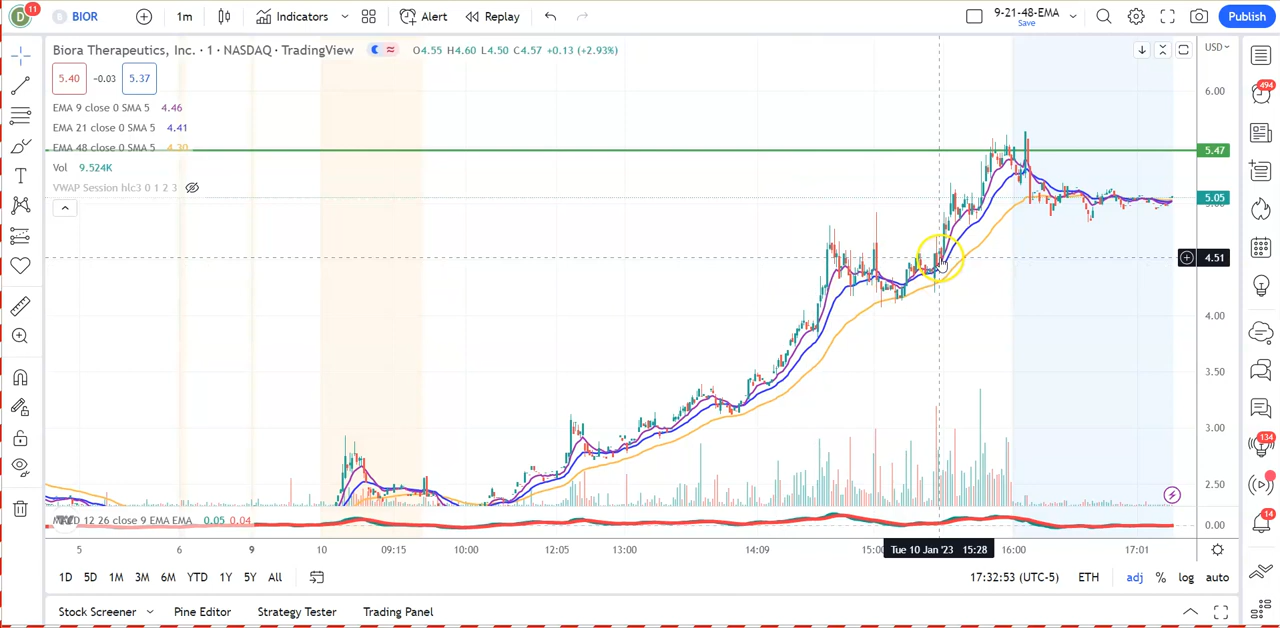 D 11 D BIOR 1m Indicators Alert Replay 9-21-48-EMA Save Publish
Biora Therapeutics, Inc. · 1 · NASDAQ · TradingView O4.55 H4.60 L4.50 C4.57 +0.13 (+2.93%) USD
5.40 −0.03 5.37
EMA 9 close 0 SMA 5 4.46
EMA 21 close 0 SMA 5 4.41
EMA 48 close 0 SMA 5 4.30
Vol 9.524K
VWAP Session hlc3 0 1 2 3
6.00
5.47
5.05
5.00
4.51
4.00
3.50
3.00
2.50
MACD 12 26 close 9 EMA EMA 0.05 0.04 0.00
5 6 9 10 09:15 10:00 12:05 13:00 14:09 15:00 Tue 10 Jan '23 15:28 16:00 17:01
1D 5D 1M 3M 6M YTD 1Y 5Y All 17:32:53 (UTC-5) ETH adj % log auto
Stock Screener Pine Editor Strategy Tester Trading Panel
494
134
14